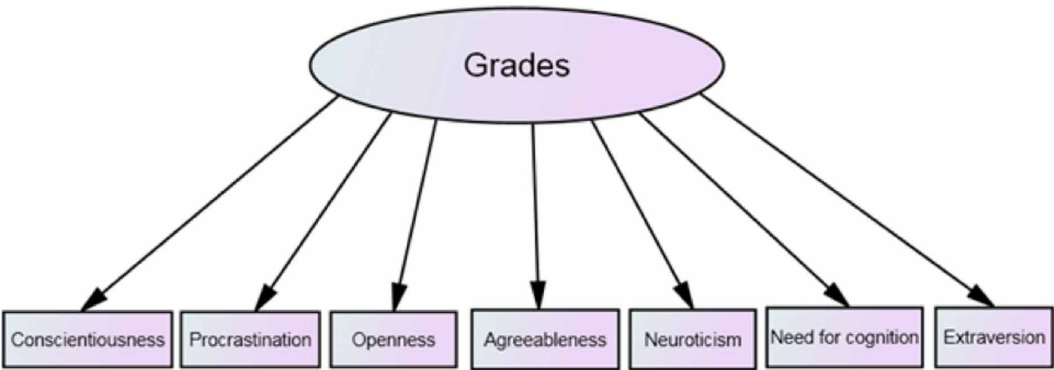 Grades
Conscientiousness
Procrastination
Openness
Agreeableness
Neuroticism
Need for cognition
Extraversion